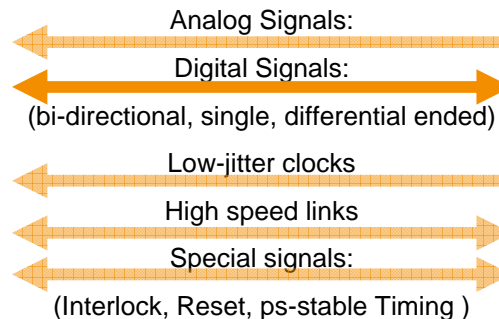 Analog Signals:
Digital Signals:
(bi-directional, single, differential ended)
Low-jitter clocks
High speed links
Special signals:
(Interlock, Reset, ps-stable Timing )